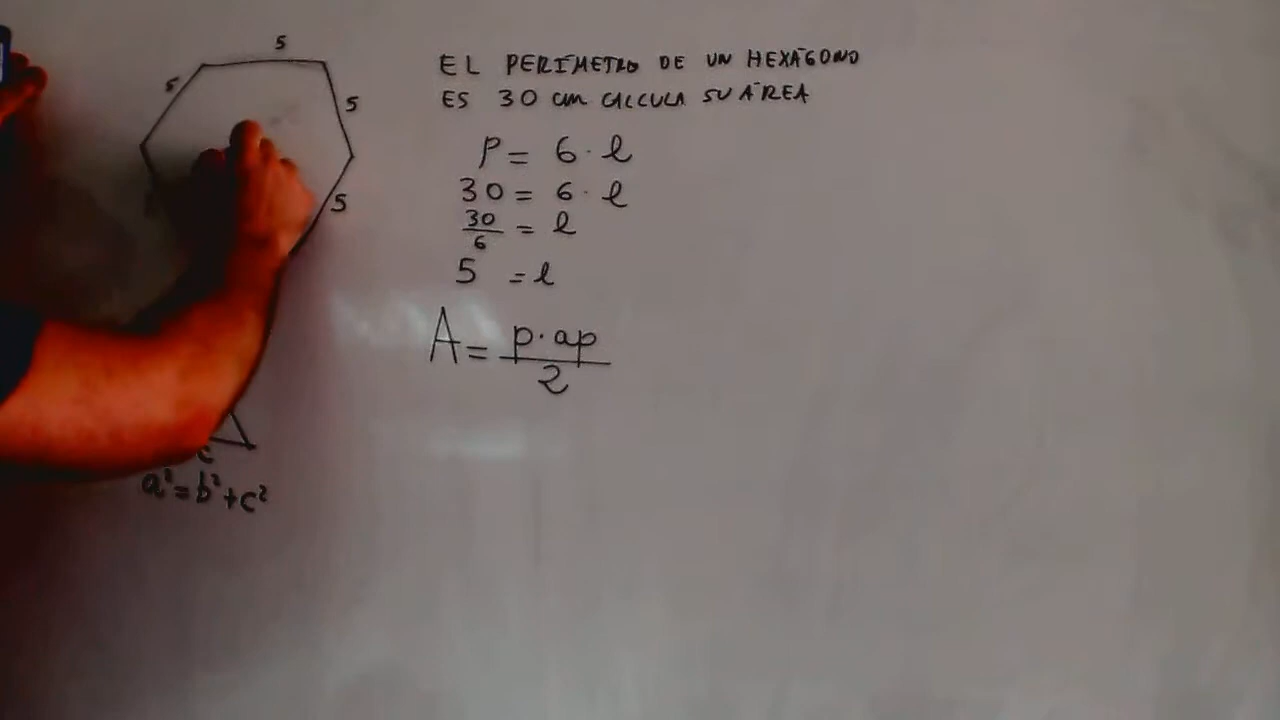 5
5
5
5
EL PERÍMETRO DE UN HEXÁGONO
ES 30 cm CALCULA SU ÁREA
P = 6 · l
30 = 6 · l
30/6 = l
5 = l
A = p · ap / 2
c
a² = b² + c²